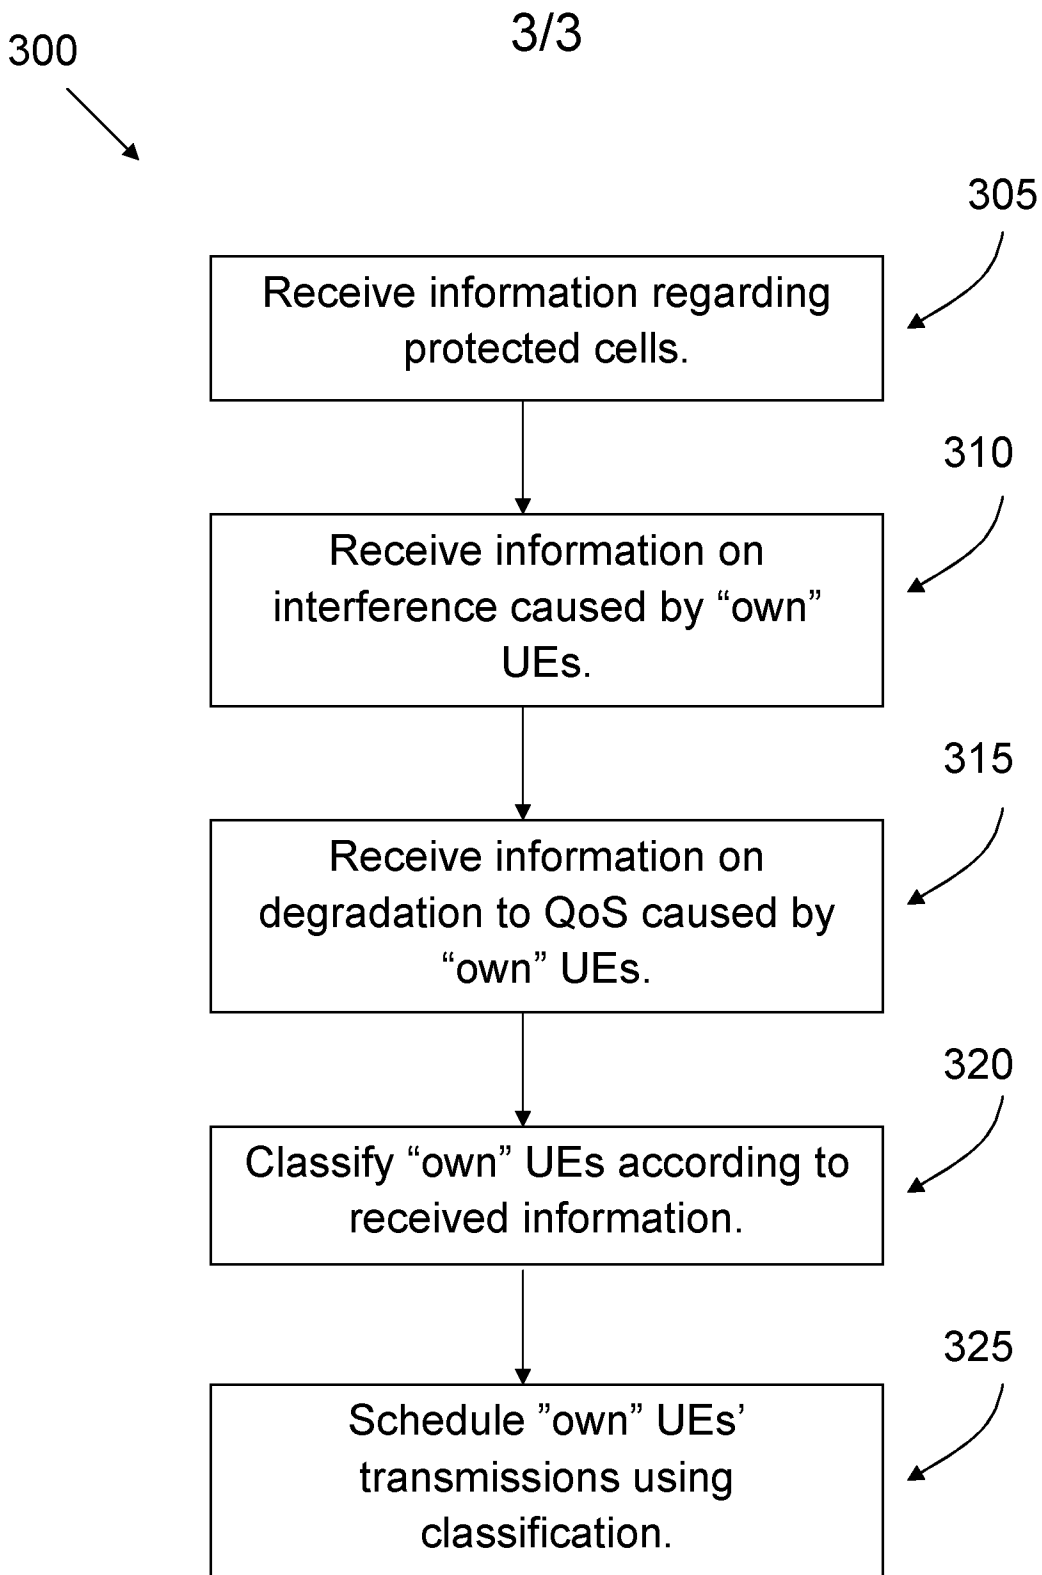 3/3
300
305
Receive information regarding
protected cells.
310
Receive information on
interference caused by “own”
UEs.
315
Receive information on
degradation to QoS caused by
“own” UEs.
320
Classify “own” UEs according to
received information.
325
Schedule ”own” UEs’
transmissions using
classification.